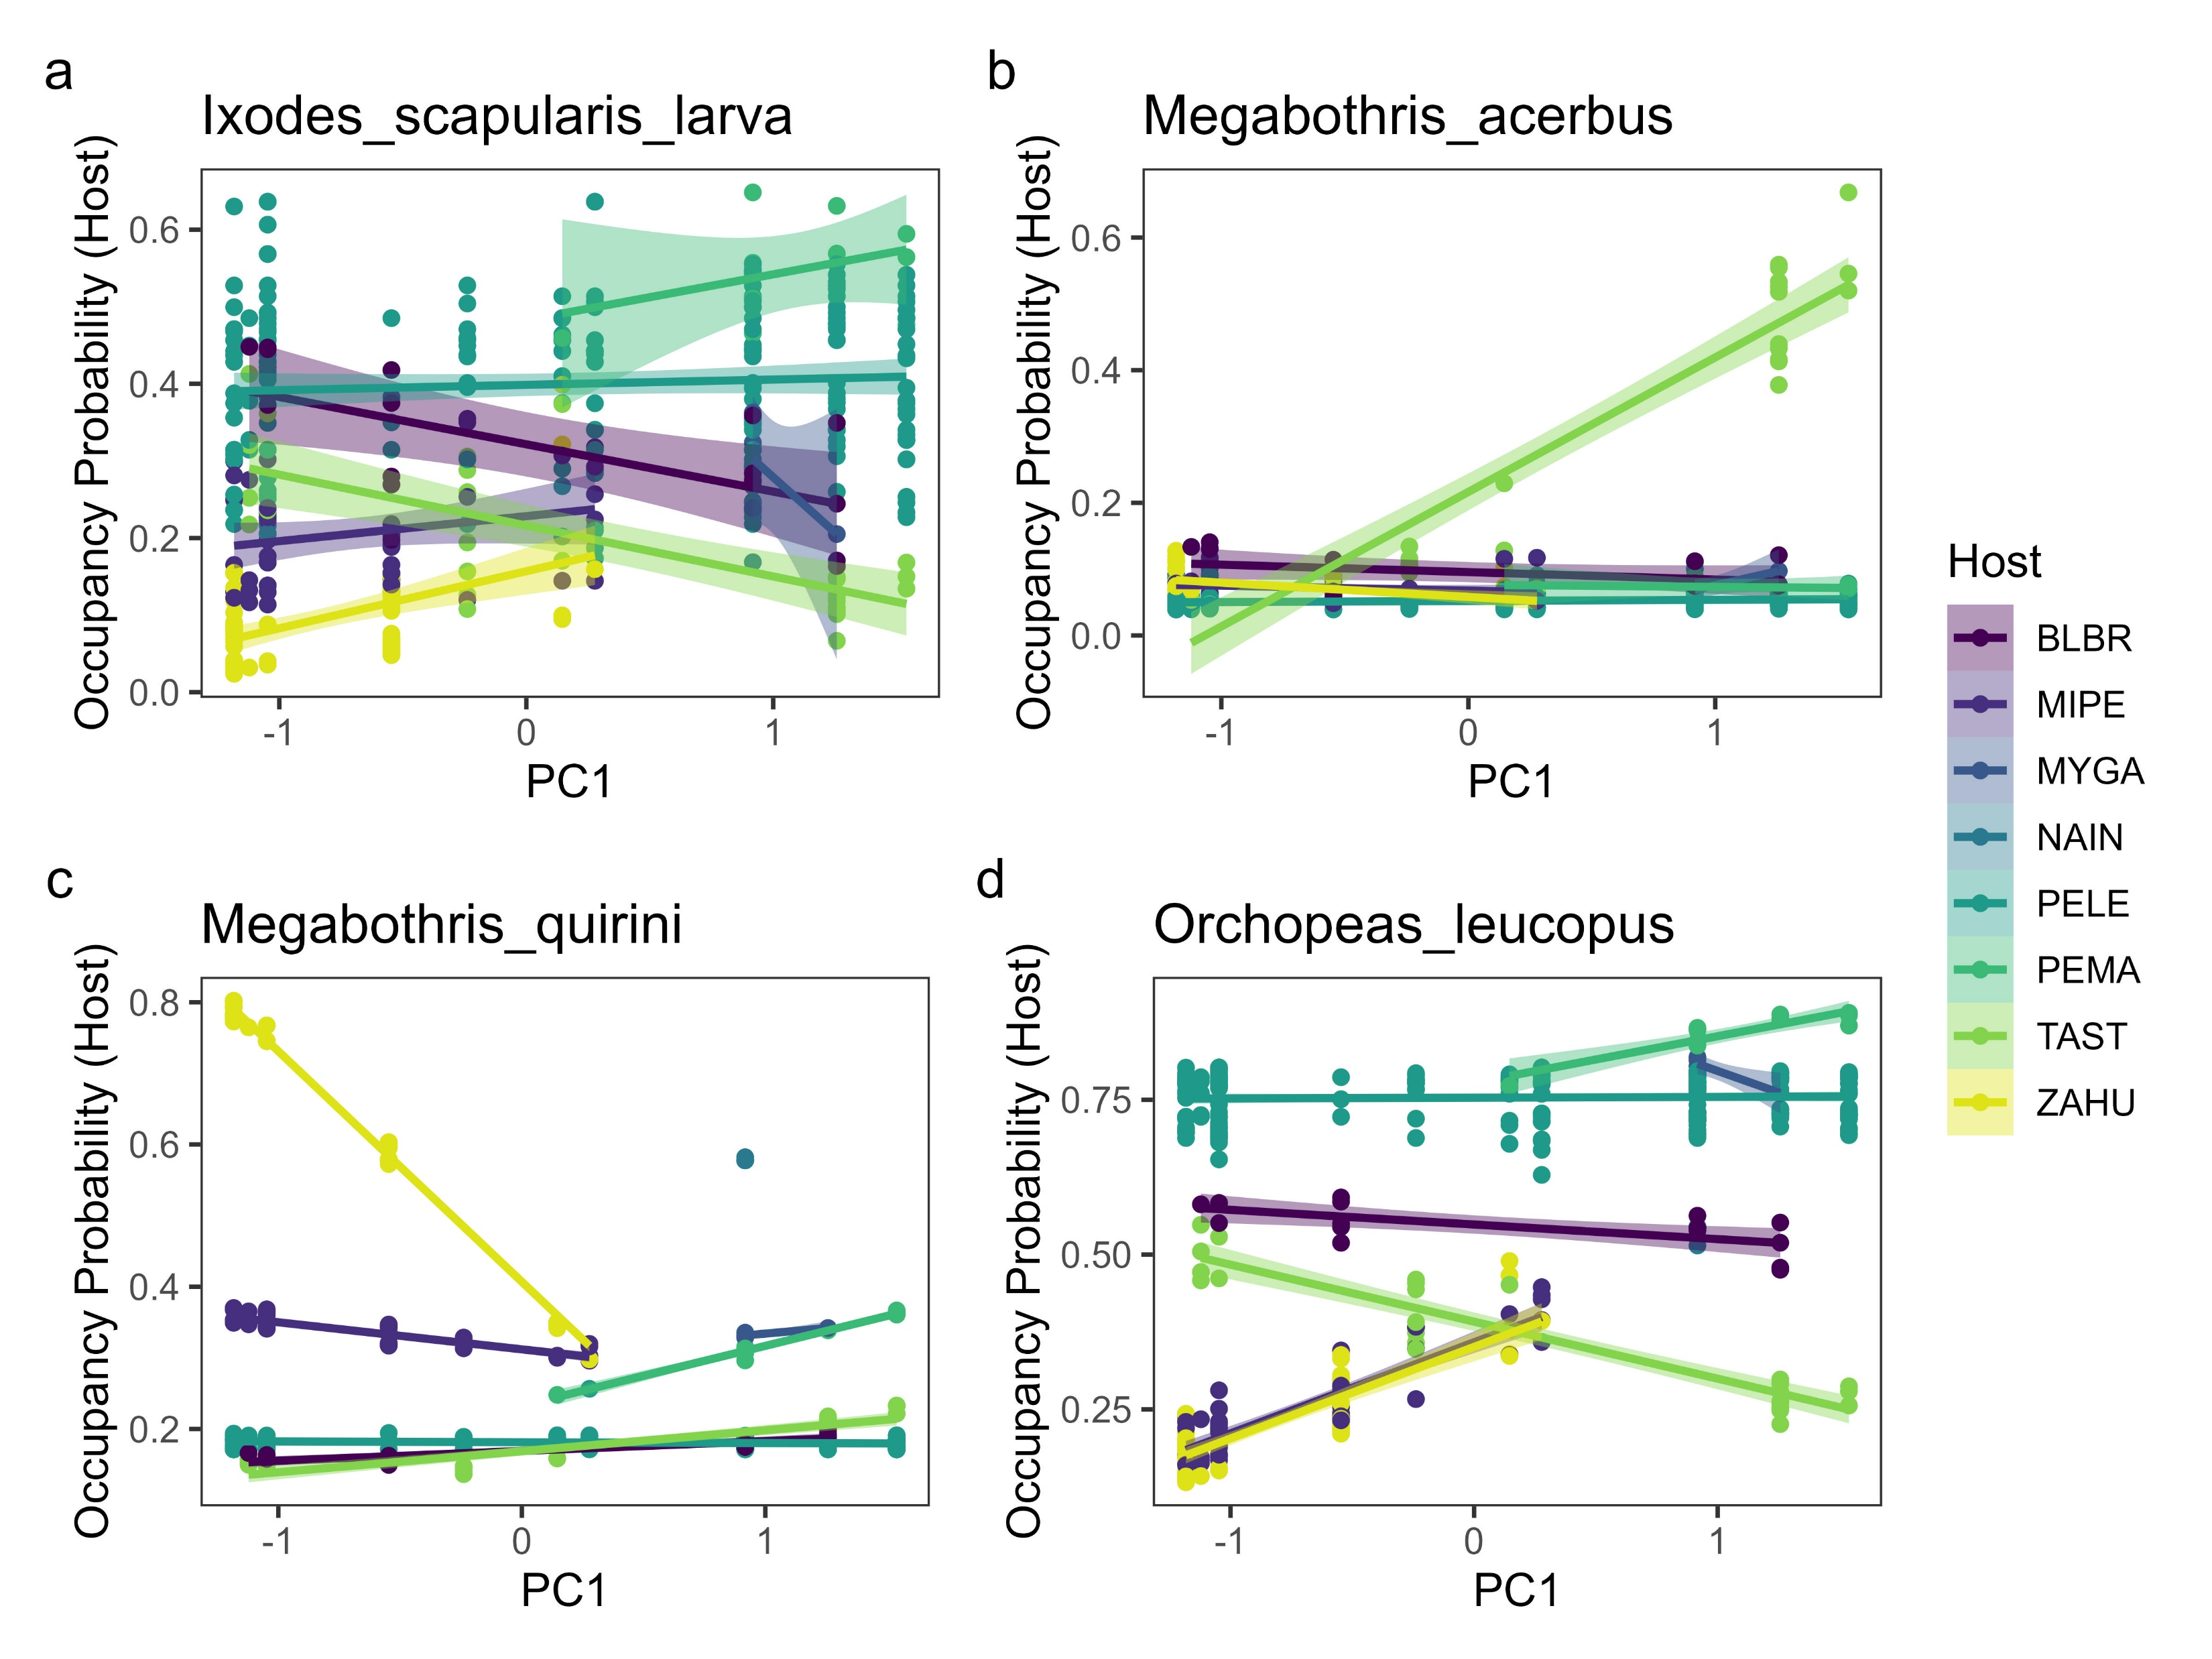 a
Ixodes_scapularis_larva
Occupancy Probability (Host)
0.6
0.4
0.2
0.0
-1 0 1
PC1
b
Megabothris_acerbus
Occupancy Probability (Host)
0.6
0.4
0.2
0.0
-1 0 1
PC1
c
Megabothris_quirini
Occupancy Probability (Host)
0.8
0.6
0.4
0.2
-1 0 1
PC1
d
Orchopeas_leucopus
Occupancy Probability (Host)
0.75
0.50
0.25
-1 0 1
PC1
Host
BLBR
MIPE
MYGA
NAIN
PELE
PEMA
TAST
ZAHU